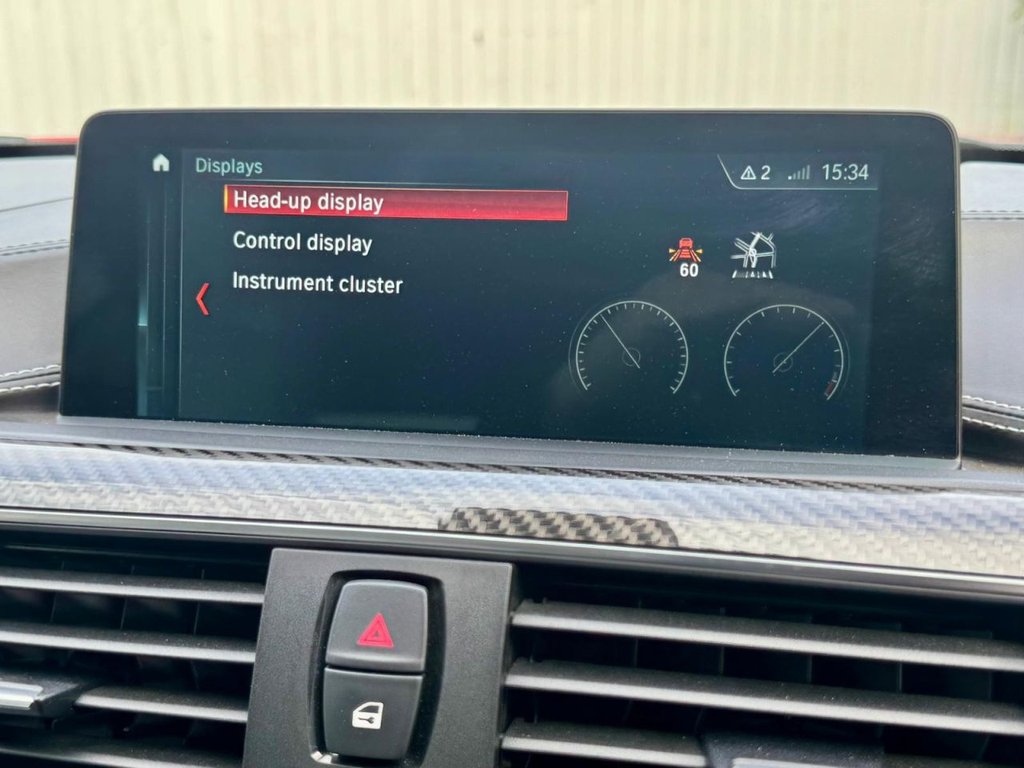 Displays
2 15:34
Head-up display
Control display
Instrument cluster
60